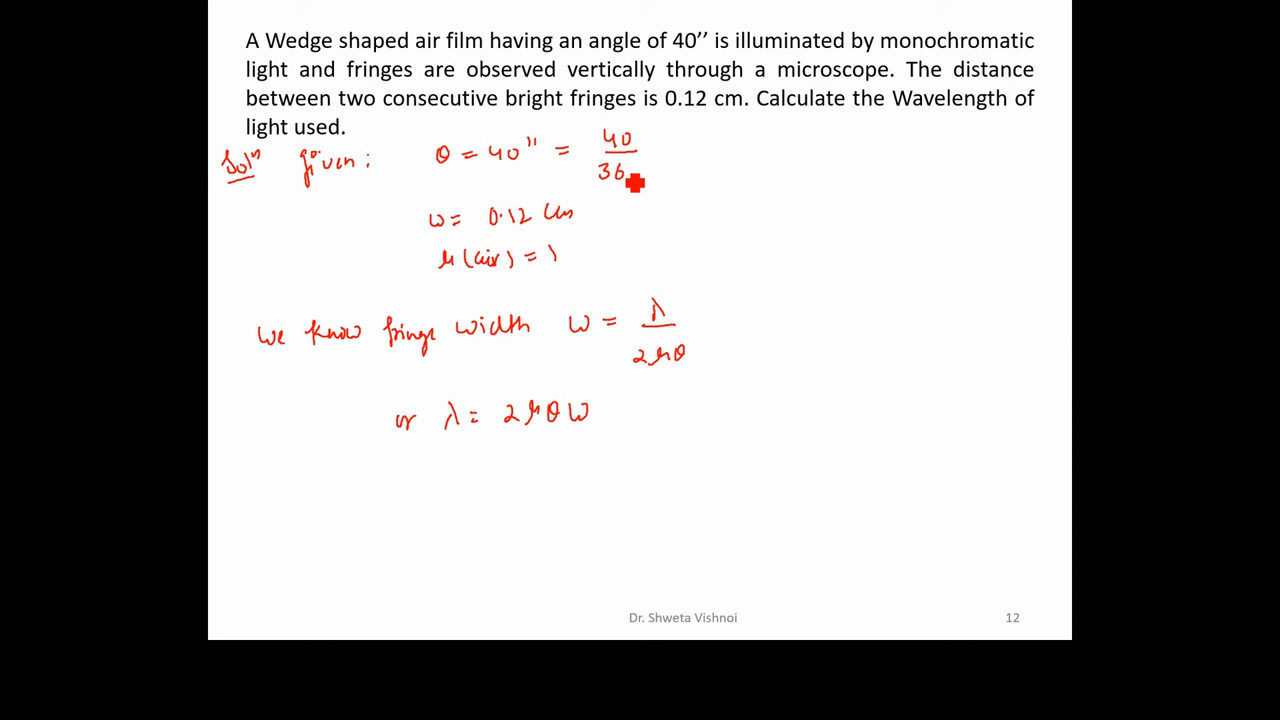 A Wedge shaped air film having an angle of 40’’ is illuminated by monochromatic
light and fringes are observed vertically through a microscope. The distance
between two consecutive bright fringes is 0.12 cm. Calculate the Wavelength of
light used.
Solⁿ given: θ = 40" = 40/36
ω = 0.12 cm
μ (air) = 1
We know fringe width ω = λ/2μθ
or λ = 2μθω
Dr. Shweta Vishnoi 12